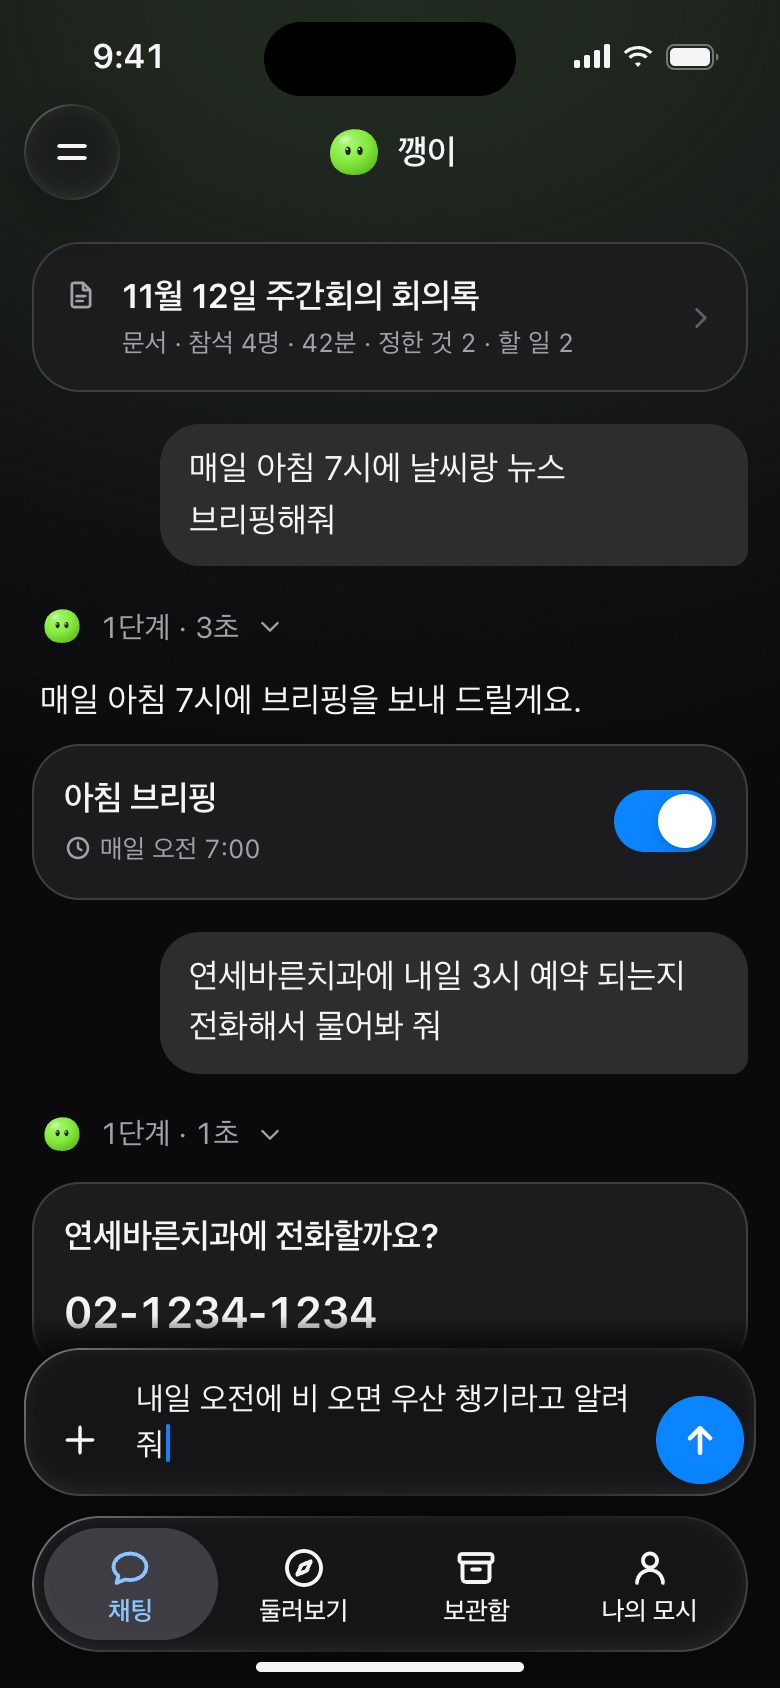 9:41
깽이
11월 12일 주간회의 회의록
문서 · 참석 4명 · 42분 · 정한 것 2 · 할 일 2
매일 아침 7시에 날씨랑 뉴스
브리핑해줘
1단계 · 3초
매일 아침 7시에 브리핑을 보내 드릴게요.
아침 브리핑
매일 오전 7:00
연세바른치과에 내일 3시 예약 되는지
전화해서 물어봐 줘
1단계 · 1초
연세바른치과에 전화할까요?
02-1234-1234
내일 오전에 비 오면 우산 챙기라고 알려
줘
채팅
둘러보기
보관함
나의 모시